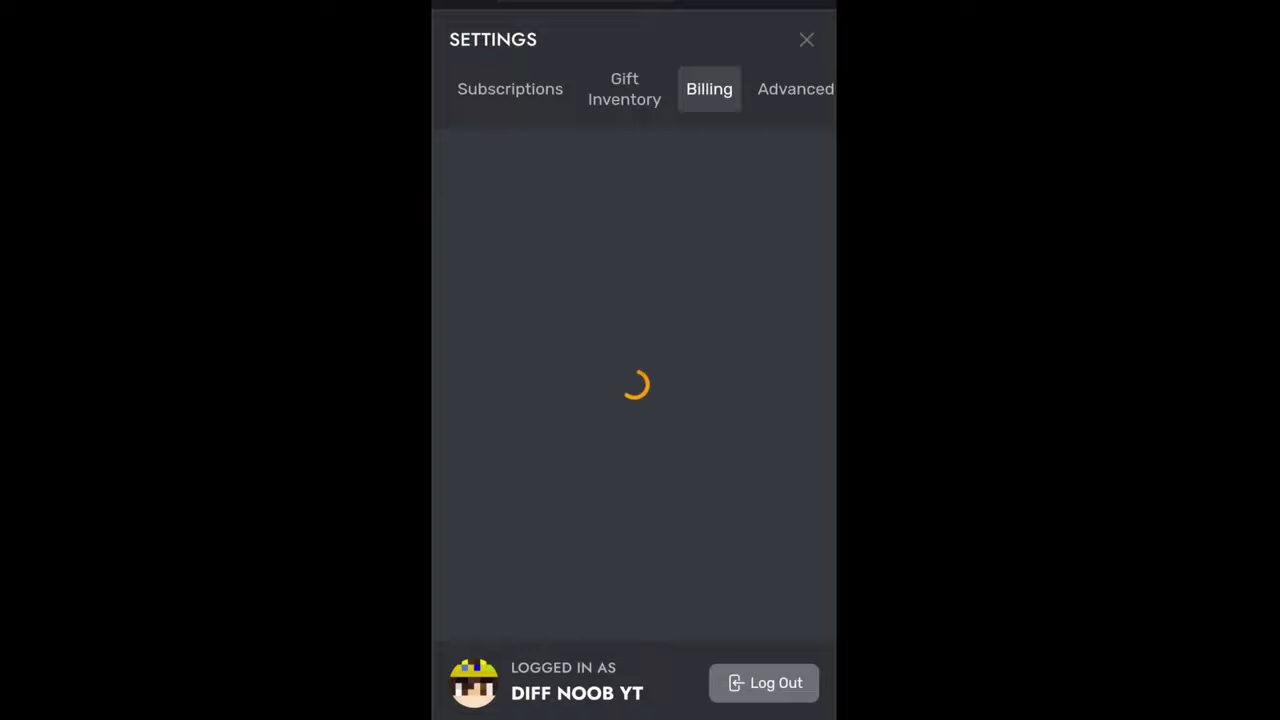 SETTINGS
Subscriptions
Gift
Inventory
Billing
Advanced
LOGGED IN AS
DIFF NOOB YT
Log Out